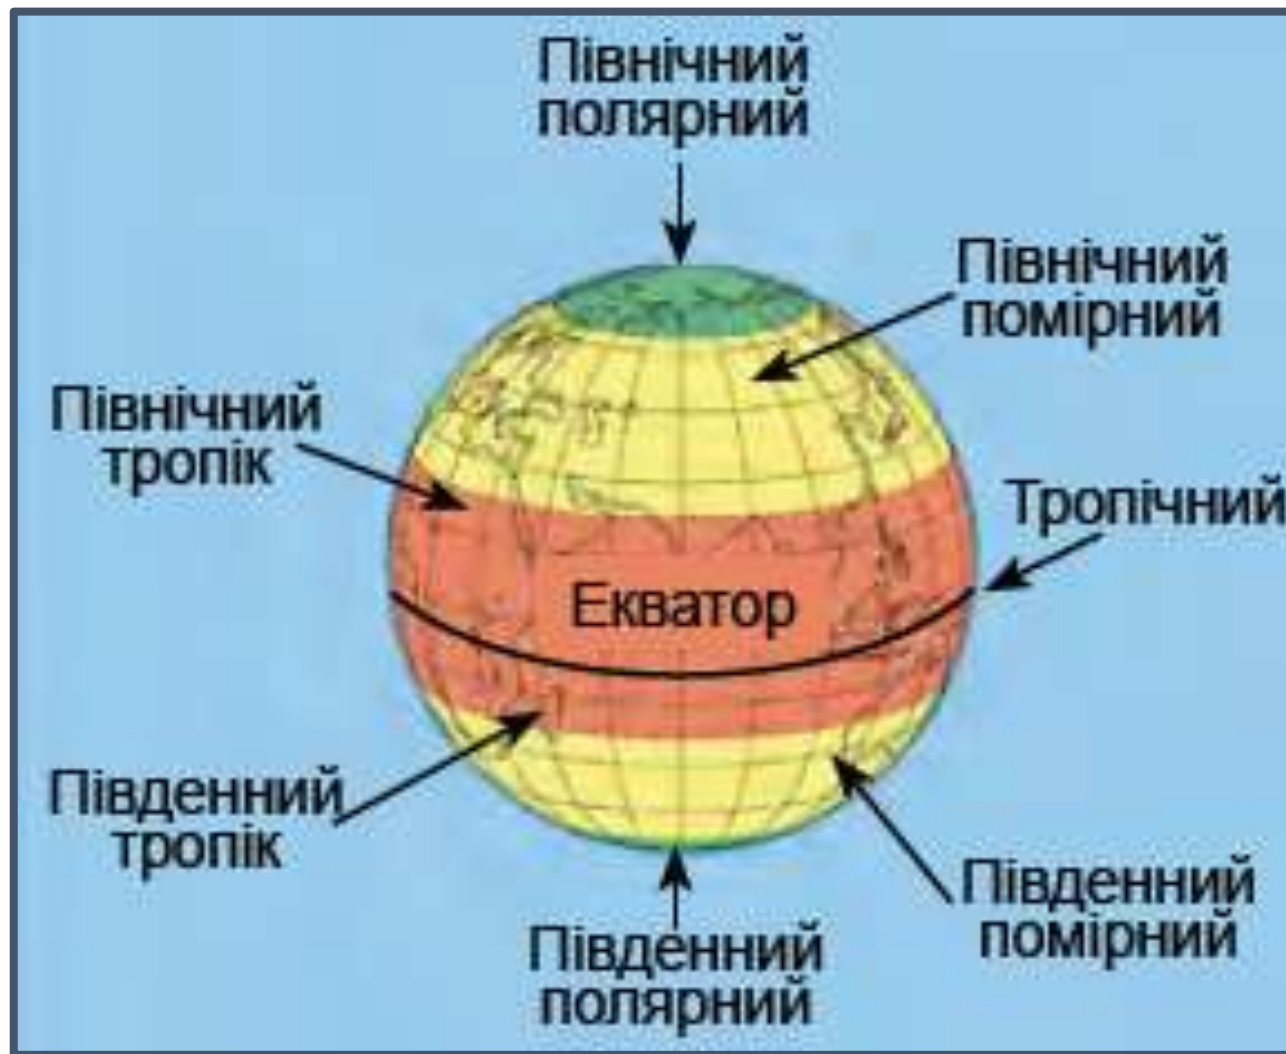 Північний
полярний
Північний
помірний
Північний
тропік
Тропічний
Екватор
Південний
тропік
Південний
помірний
Південний
полярний